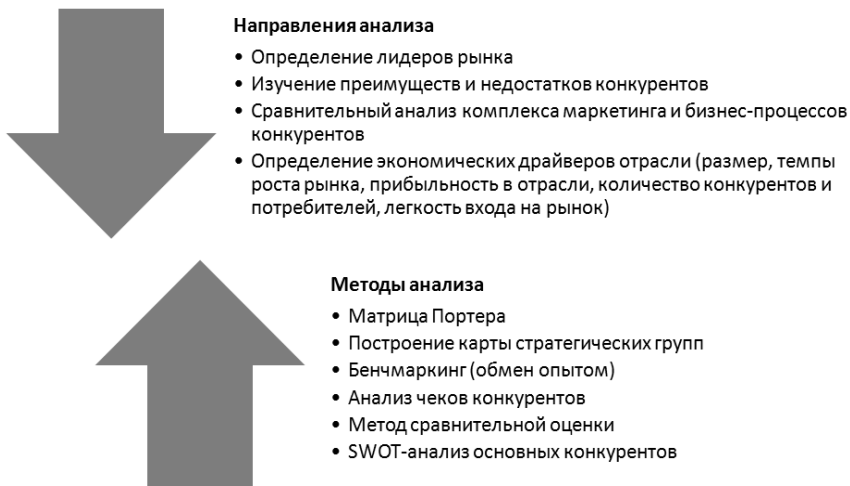 Направления анализа
• Определение лидеров рынка
• Изучение преимуществ и недостатков конкурентов
• Сравнительный анализ комплекса маркетинга и бизнес-процессов
конкурентов
• Определение экономических драйверов отрасли (размер, темпы
роста рынка, прибыльность в отрасли, количество конкурентов и
потребителей, легкость входа на рынок)
Методы анализа
• Матрица Портера
• Построение карты стратегических групп
• Бенчмаркинг (обмен опытом)
• Анализ чеков конкурентов
• Метод сравнительной оценки
• SWOT-анализ основных конкурентов